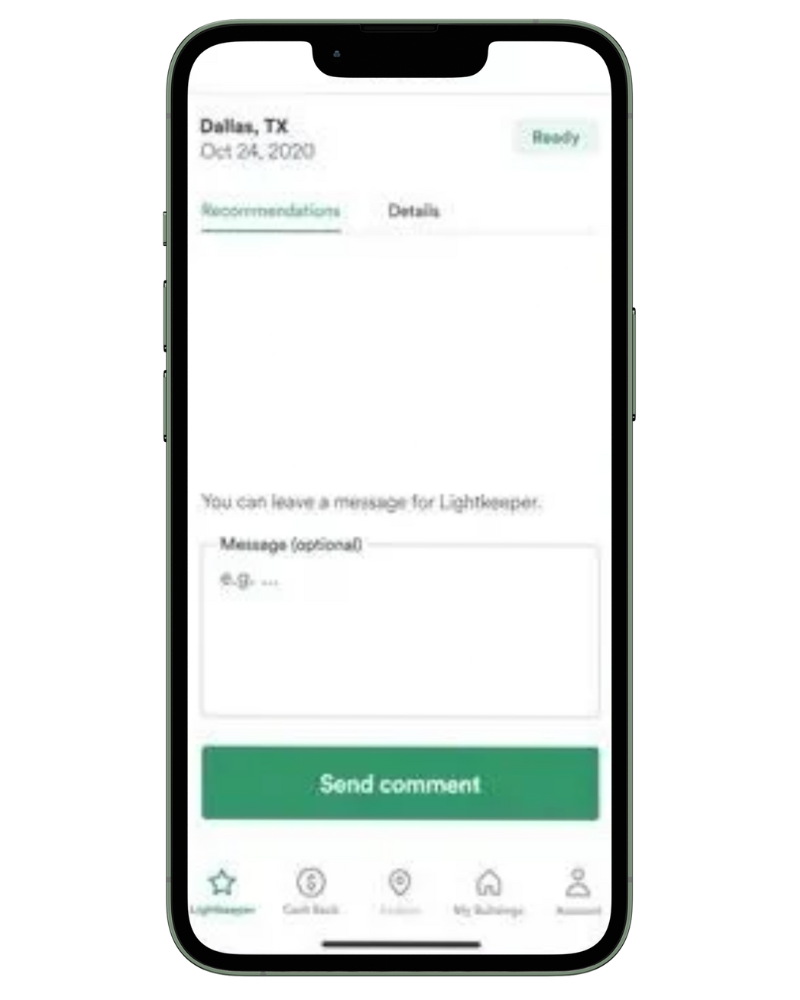 Dallas, TX
Oct 24, 2020
Ready
Recommendations Details
You can leave a message for Lightkeeper.
Message (optional)
e.g. ...
Send comment
Lightkeeper Cash Back My Buildings Account